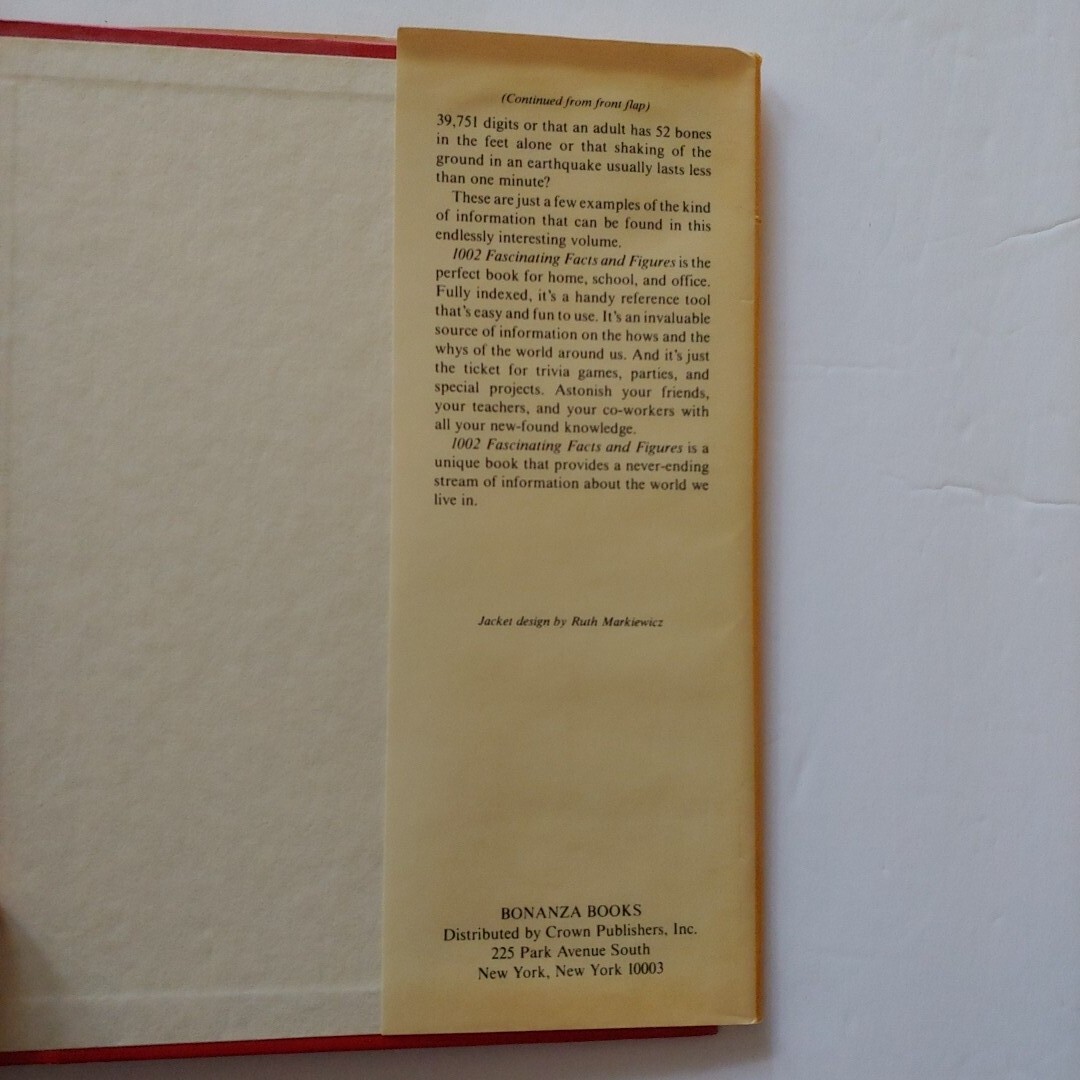 (Continued from front flap)
39,751 digits or that an adult has 52 bones
in the feet alone or that shaking of the
ground in an earthquake usually lasts less
than one minute?
These are just a few examples of the kind
of information that can be found in this
endlessly interesting volume.
1002 Fascinating Facts and Figures is the
perfect book for home, school, and office.
Fully indexed, it's a handy reference tool
that's easy and fun to use. It's an invaluable
source of information on the hows and the
whys of the world around us. And it's just
the ticket for trivia games, parties, and
special projects. Astonish your friends,
your teachers, and your co-workers with
all your new-found knowledge.
1002 Fascinating Facts and Figures is a
unique book that provides a never-ending
stream of information about the world we
live in.
Jacket design by Ruth Markiewicz
BONANZA BOOKS
Distributed by Crown Publishers, Inc.
225 Park Avenue South
New York, New York 10003